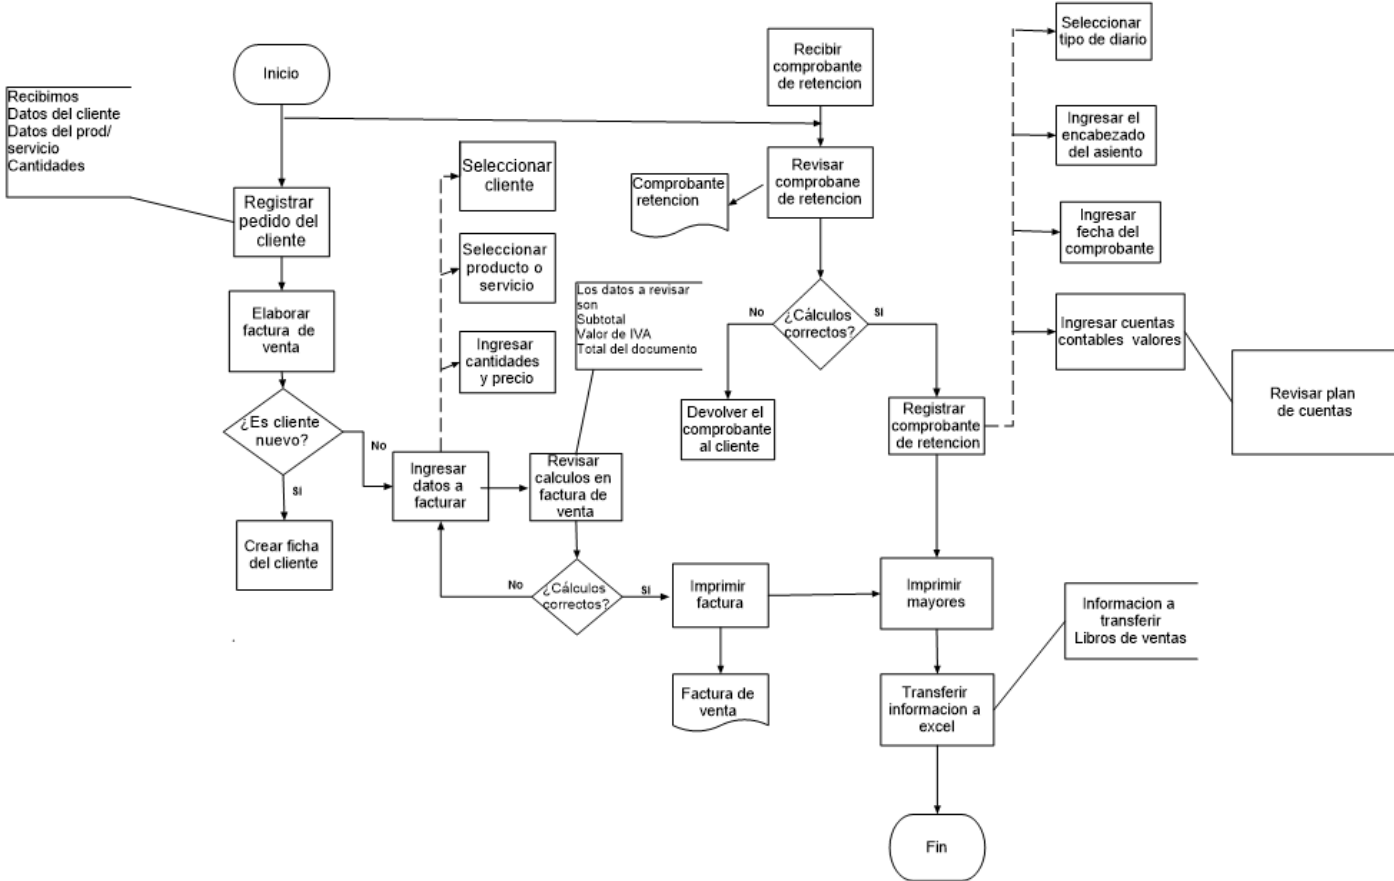 Inicio
Recibimos
Datos del cliente
Datos del prod/
servicio
Cantidades
Registrar
pedido del
cliente
Elaborar
factura de
venta
¿Es cliente
nuevo?
No
SI
Crear ficha
del cliente
Ingresar
datos a
facturar
Seleccionar
cliente
Seleccionar
producto o
servicio
Ingresar
cantidades
y precio
Los datos a revisar
son
Subtotal
Valor de IVA
Total del documento
Revisar
calculos en
factura de
venta
¿Cálculos
correctos?
No
SI
Imprimir
factura
Factura de
venta
Recibir
comprobante
de retencion
Revisar
comprobane
de retencion
Comprobante
retencion
¿Cálculos
correctos?
No
SI
Devolver el
comprobante
al cliente
Registrar
comprobante
de retencion
Seleccionar
tipo de diario
Ingresar el
encabezado
del asiento
Ingresar
fecha del
comprobante
Ingresar cuentas
contables valores
Revisar plan
de cuentas
Imprimir
mayores
Informacion a
transferir
Libros de ventas
Transferir
informacion a
excel
Fin